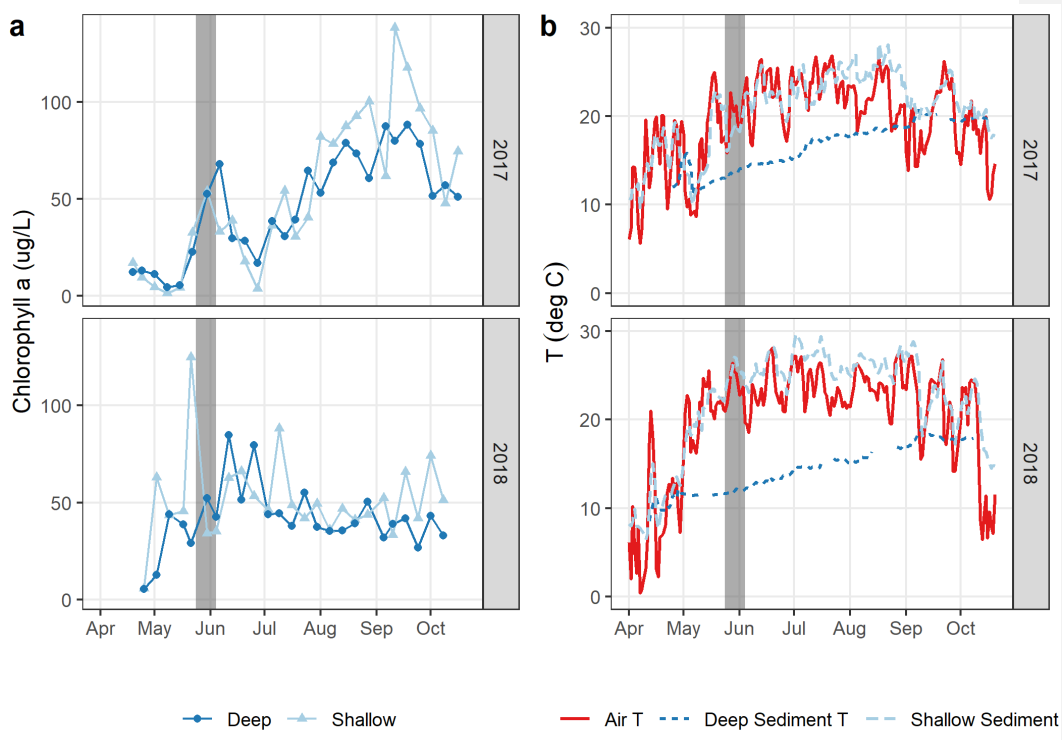 a
b
Chlorophyll a (ug/L)
100
50
0
2017
100
50
0
2018
Apr May Jun Jul Aug Sep Oct
Deep Shallow
T (deg C)
30
20
10
0
2017
30
20
10
0
2018
Apr May Jun Jul Aug Sep Oct
Air T Deep Sediment T Shallow Sediment